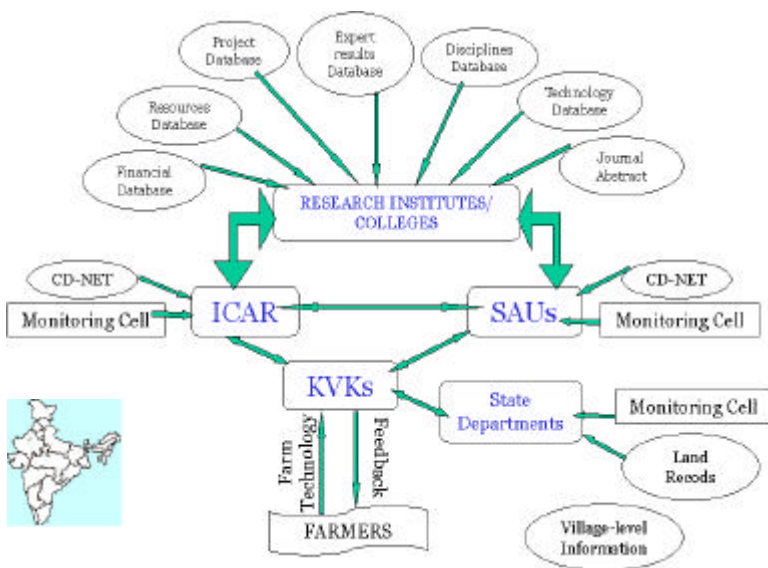 Project
Database
Expert
results
Database
Disciplines
Database
Resources
Database
Technology
Database
Financial
Database
Journal
Abstract
RESEARCH INSTITUTES/
COLLEGES
CD-NET
CD-NET
ICAR
SAUs
Monitoring Cell
Monitoring Cell
KVKs
State
Departments
Monitoring Cell
Farm
Technology
Feedback
Land
Recods
FARMERS
Village-level
Information